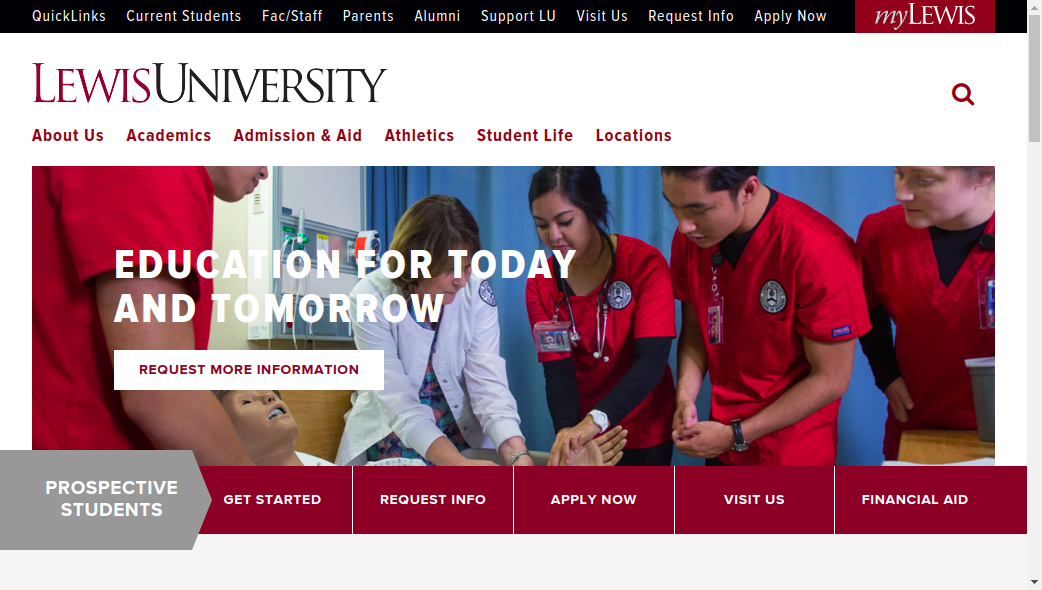 QuickLinks Current Students Fac/Staff Parents Alumni Support LU Visit Us Request Info Apply Now myLEWIS
LEWISUNIVERSITY
About Us Academics Admission & Aid Athletics Student Life Locations
EDUCATION FOR TODAY
AND TOMORROW
REQUEST MORE INFORMATION
PROSPECTIVE
STUDENTS
GET STARTED REQUEST INFO APPLY NOW VISIT US FINANCIAL AID